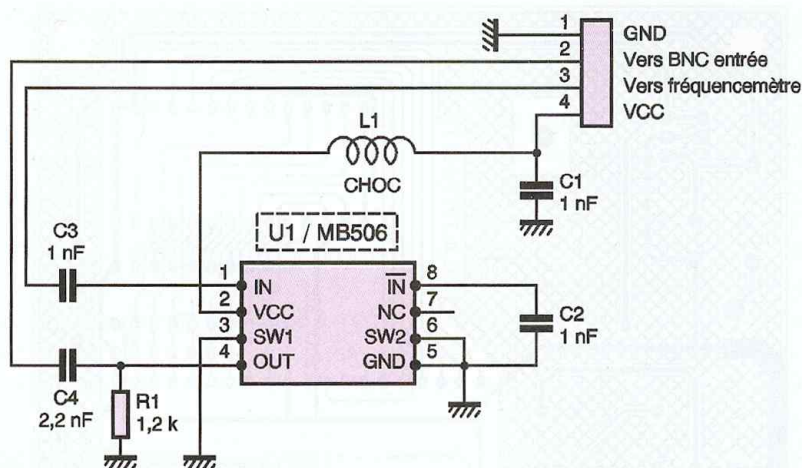 1 GND
2 Vers BNC entrée
3 Vers fréquencemètre
4 VCC
L1
CHOC
C1
1 nF
U1 / MB506
C3
1 nF
1 IN
2 VCC
3 SW1
4 OUT
IN 8
NC 7
SW2 6
GND 5
C2
1 nF
C4
2,2 nF
R1
1,2 k